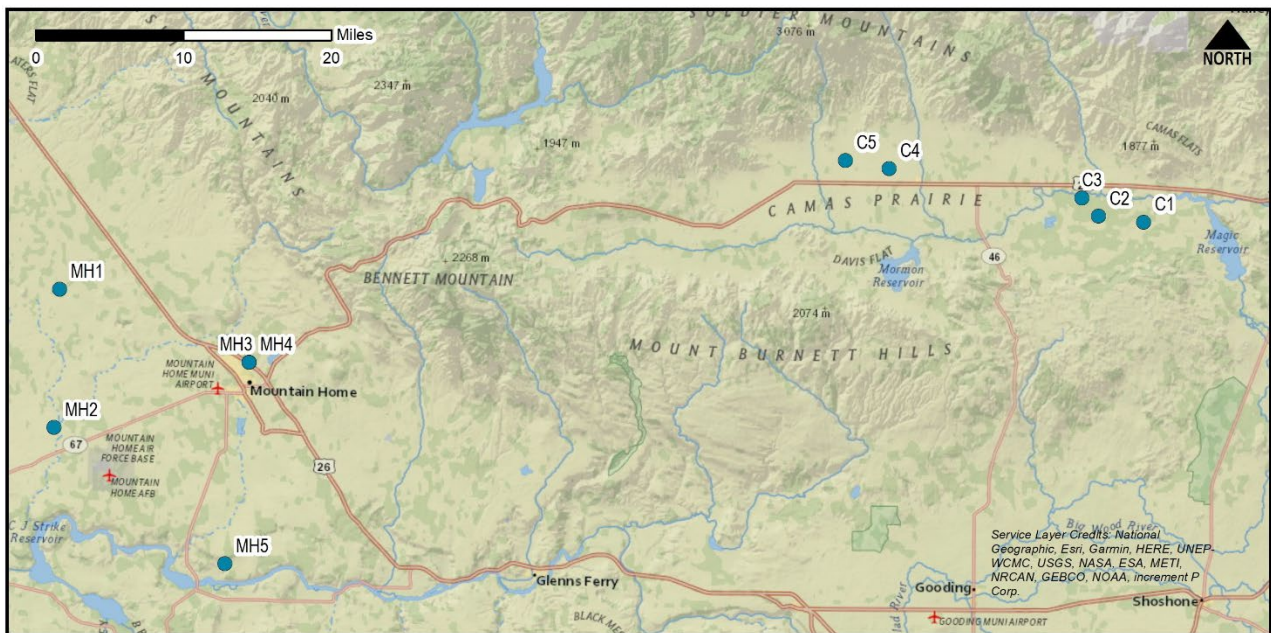 Miles
0 10 20
NORTH
SOLDIER MOUNTAINS
3076 m
ATERS FLAT
MOUNTAINS
2040 m
2347 m
1947 m
CAMAS FLATS
1877 m
C5
C4
C3
C2
C1
CAMAS PRAIRIE
Magic
Reservoir
DAVIS FLAT
Mormon
Reservoir
46
2268 m
BENNETT MOUNTAIN
MH1
2074 m
MOUNT BURNETT HILLS
MH3
MH4
MOUNTAIN
HOME MUNI
AIRPORT
Mountain Home
MH2
67
MOUNTAIN
HOME AIR
FORCE BASE
MOUNTAIN
HOME AFB
26
C J Strike
Reservoir
MH5
Glenns Ferry
BLACK ME
Big Wood River
Service Layer Credits: National
Geographic, Esri, Garmin, HERE, UNEP-
WCMC, USGS, NASA, ESA, METI,
NRCAN, GEBCO, NOAA, increment P
Corp.
Gooding
Shoshone
GOODING MUNI AIRPORT